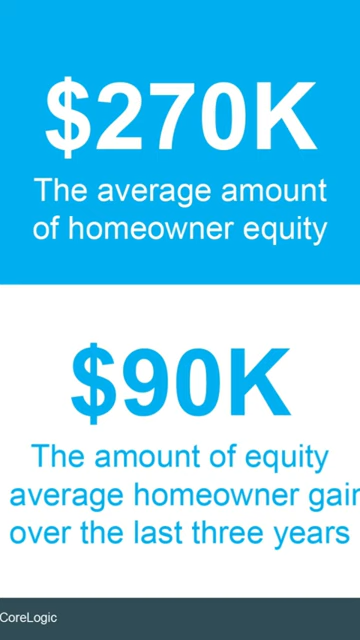 $270K
The average amount
of homeowner equity
$90K
The amount of equity
average homeowner gai
over the last three years
CoreLogic